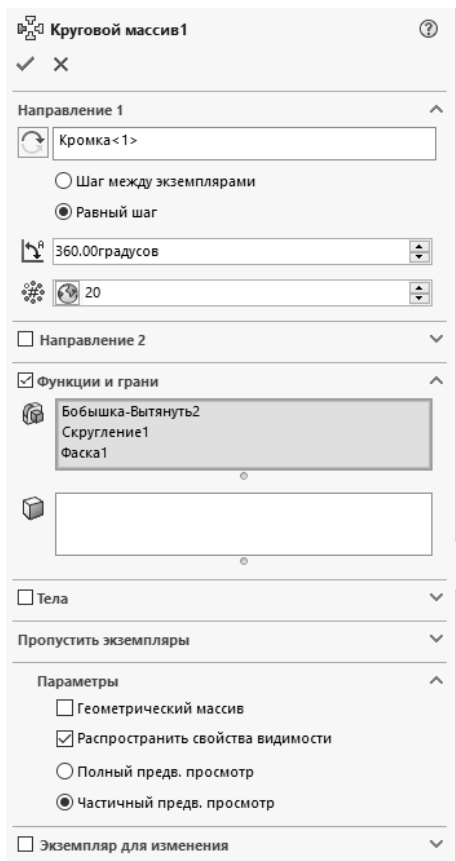 Круговой массив1
Направление 1
Кромка<1>
Шаг между экземплярами
Равный шаг
360.00градусов
20
Направление 2
Функции и грани
Бобышка-Вытянуть2
Скругление1
Фаска1
Тела
Пропустить экземпляры
Параметры
Геометрический массив
Распространить свойства видимости
Полный предв. просмотр
Частичный предв. просмотр
Экземпляр для изменения